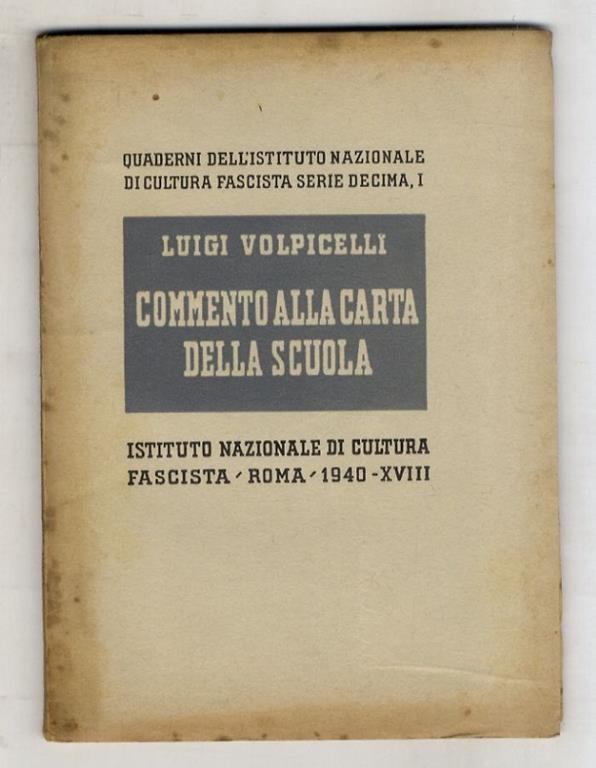 QUADERNI DELL'ISTITUTO NAZIONALE
DI CULTURA FASCISTA SERIE DECIMA, I
LUIGI VOLPICELLI
COMMENTO ALLA CARTA
DELLA SCUOLA
ISTITUTO NAZIONALE DI CULTURA
FASCISTA - ROMA - 1940 - XVIII